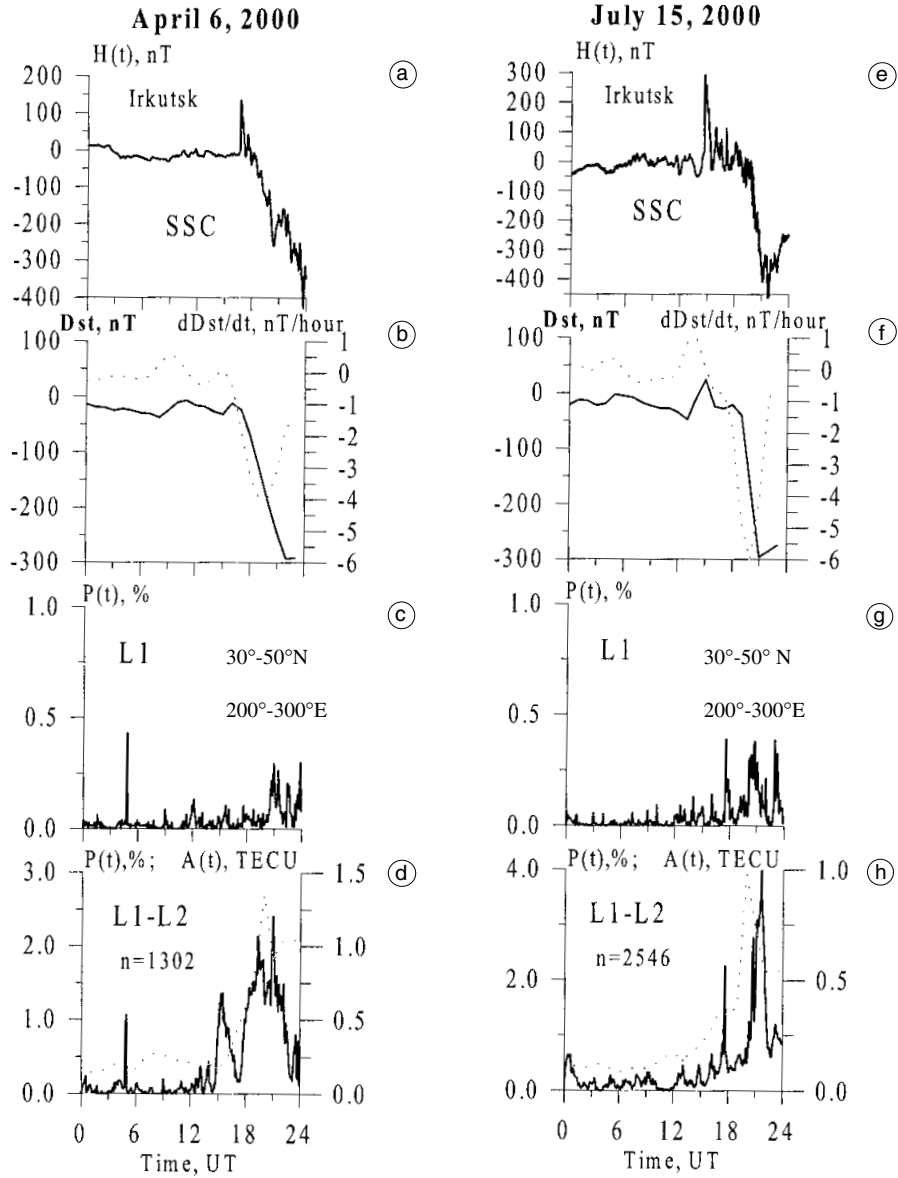 April 6, 2000
H(t), nT
a
200
100
0
-100
-200
-300
-400
Irkutsk
SSC
Dst, nT dDst/dt, nT/hour
b
100
0
-100
-200
-300
1
0
-1
-2
-3
-4
-5
-6
P(t), %
c
1.0
0.5
0.0
L1
30°-50°N
200°-300°E
P(t),%; A(t), TECU
d
3.0
2.0
1.0
0.0
L1-L2
n=1302
1.5
1.0
0.5
0.0
0 6 12 18 24
Time, UT
July 15, 2000
H(t), nT
e
300
200
100
0
-100
-200
-300
-400
Irkutsk
SSC
Dst, nT dDst/dt, nT/hour
f
100
0
-100
-200
-300
1
0
-1
-2
-3
-4
-5
-6
P(t), %
g
1.0
0.5
0.0
L1
30°-50° N
200°-300°E
18 24
P(t),%; A(t), TECU
h
4.0
2.0
0.0
L1-L2
n=2546
1.0
0.5
0.0
0 6 12 18 24
Time, UT